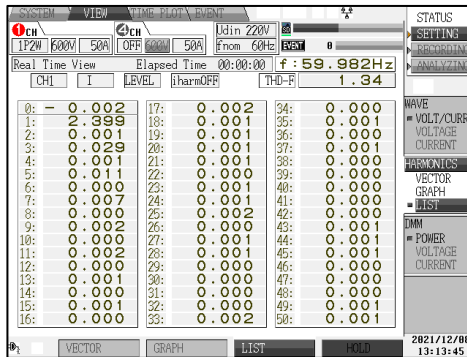 SYSTEM VIEW TIME PLOT EVENT
1CH 4CH Udin 220V SD
1P2W 600V 50A OFF 600V 50A fnom 60Hz EVENT 0
Real Time View Elapsed Time 00:00:00 f:59.982Hz
CH1 I LEVEL iharmOFF THD-F 1.34
0: - 0.002 17: 0.002 34: 0.000
1: 2.399 18: 0.001 35: 0.001
2: 0.001 19: 0.001 36: 0.000
3: 0.029 20: 0.001 37: 0.000
4: 0.001 21: 0.001 38: 0.000
5: 0.011 22: 0.000 39: 0.001
6: 0.000 23: 0.001 40: 0.000
7: 0.007 24: 0.001 41: 0.001
8: 0.000 25: 0.002 42: 0.000
9: 0.002 26: 0.000 43: 0.001
10: 0.000 27: 0.001 44: 0.001
11: 0.002 28: 0.001 45: 0.001
12: 0.000 29: 0.000 46: 0.000
13: 0.001 30: 0.000 47: 0.001
14: 0.000 31: 0.000 48: 0.000
15: 0.001 32: 0.000 49: 0.001
16: 0.000 33: 0.002 50: 0.001
VECTOR GRAPH LIST HOLD
STATUS
SETTING
RECORDING
ANALYZING
WAVE
VOLT/CURR
VOLTAGE
CURRENT
HARMONICS
VECTOR
GRAPH
LIST
DMM
POWER
VOLTAGE
CURRENT
2021/12/0
13:13:45